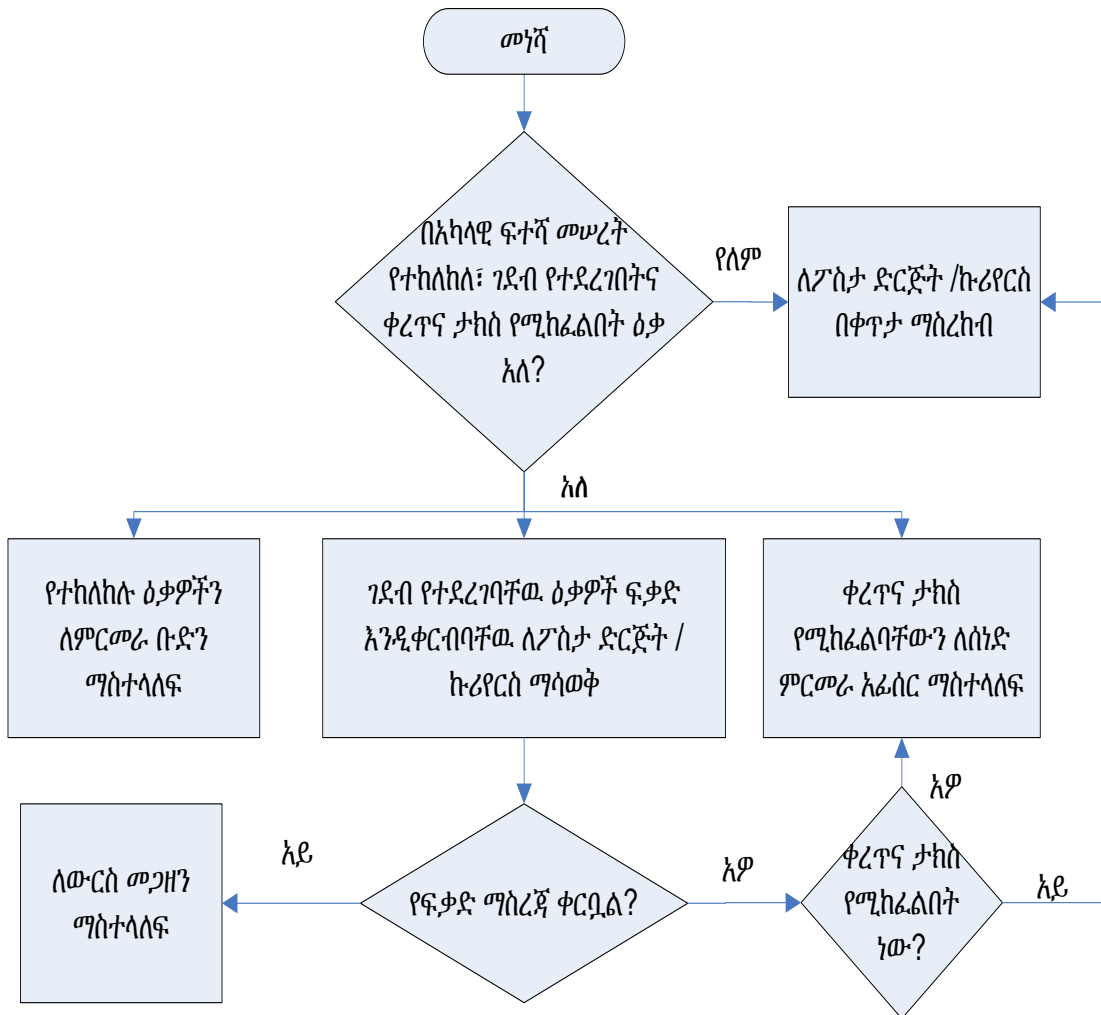 መነሻ
በአካላዊ ፍተሻ መሠረት
የተከለከለ፣ ገደብ የተደረገበትና
ቀረጥና ታክስ የሚከፈልበት ዕቃ
አለ?
የለም
ለፖስታ ድርጅት /ኩሪየርስ
በቀጥታ ማስረከብ
አለ
የተከለከሉ ዕቃዎችን
ለምርመራ ቡድን
ማስተላለፍ
ገደብ የተደረገባቸዉ ዕቃዎች ፍቃድ
እንዲቀርብባቸዉ ለፖስታ ድርጅት /
ኩሪየርስ ማሳወቅ
ቀረጥና ታክስ
የሚከፈልባቸውን ለሰነድ
ምርመራ አፊሰር ማስተላለፍ
ለውርስ መጋዘን
ማስተላለፍ
አይ
የፍቃድ ማስረጃ ቀርቧል?
አዎ
ቀረጥና ታክስ
የሚከፈልበት
ነው?
አዎ
አይ